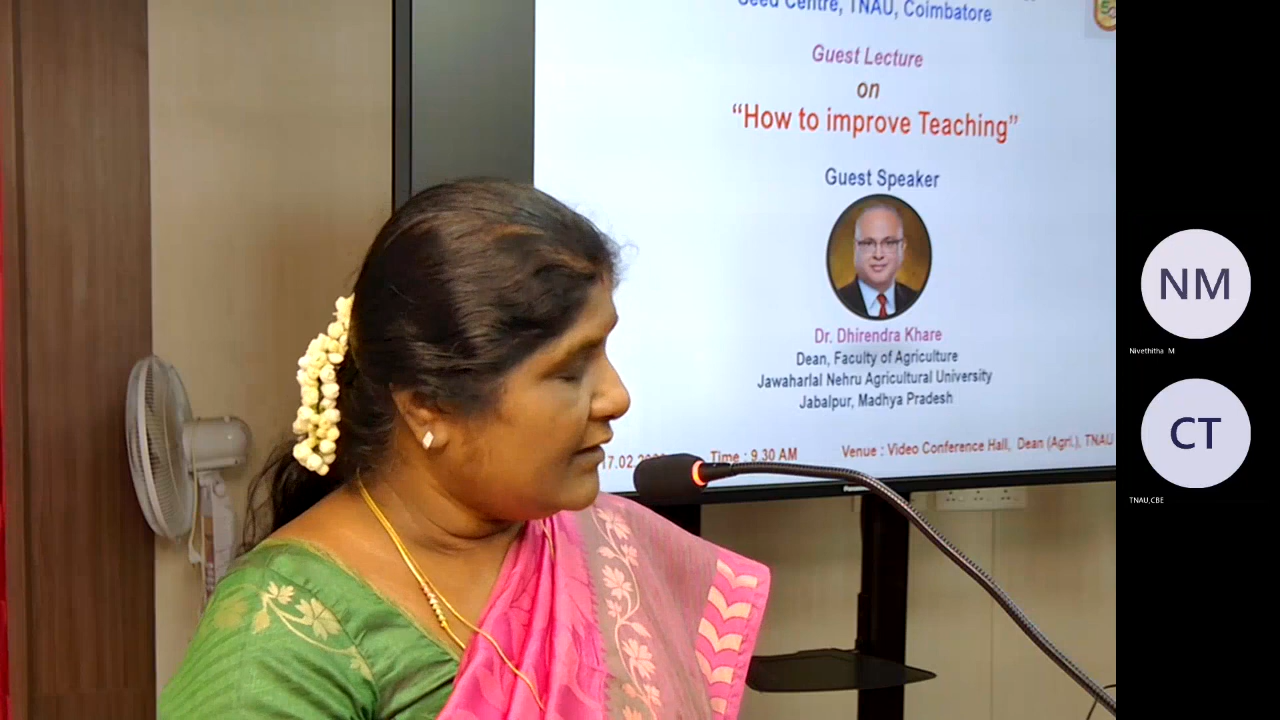 Seed Centre, TNAU, Coimbatore
Guest Lecture
on
“How to improve Teaching”
Guest Speaker
Dr. Dhirendra Khare
Dean, Faculty of Agriculture
Jawaharlal Nehru Agricultural University
Jabalpur, Madhya Pradesh
17.02.
Time : 9.30 AM
Venue : Video Conference Hall, Dean (Agri.), TNAU
NM
Nivethitha M
CT
TNAU,CBE